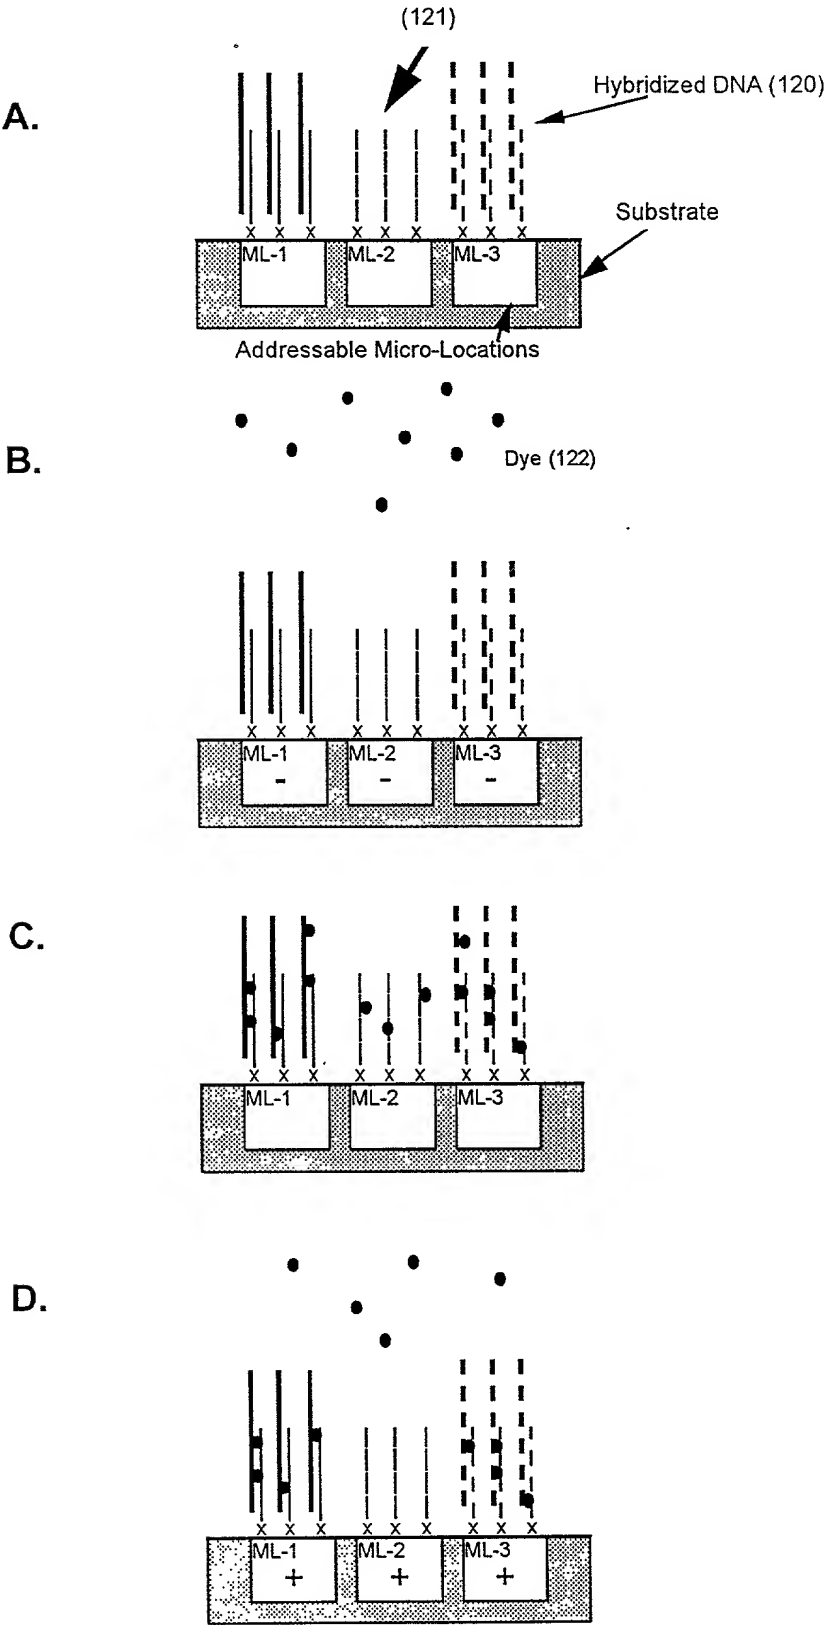 (121)
Hybridized DNA (120)
A.
Substrate
X X X X X X X X X
ML-1 ML-2 ML-3
Addressable Micro-Locations
B.
Dye (122)
X X X X X X X X X
ML-1 ML-2 ML-3
- - -
C.
X X X X X X X X X
ML-1 ML-2 ML-3
D.
X X X X X X X X X
ML-1 ML-2 ML-3
+ + +